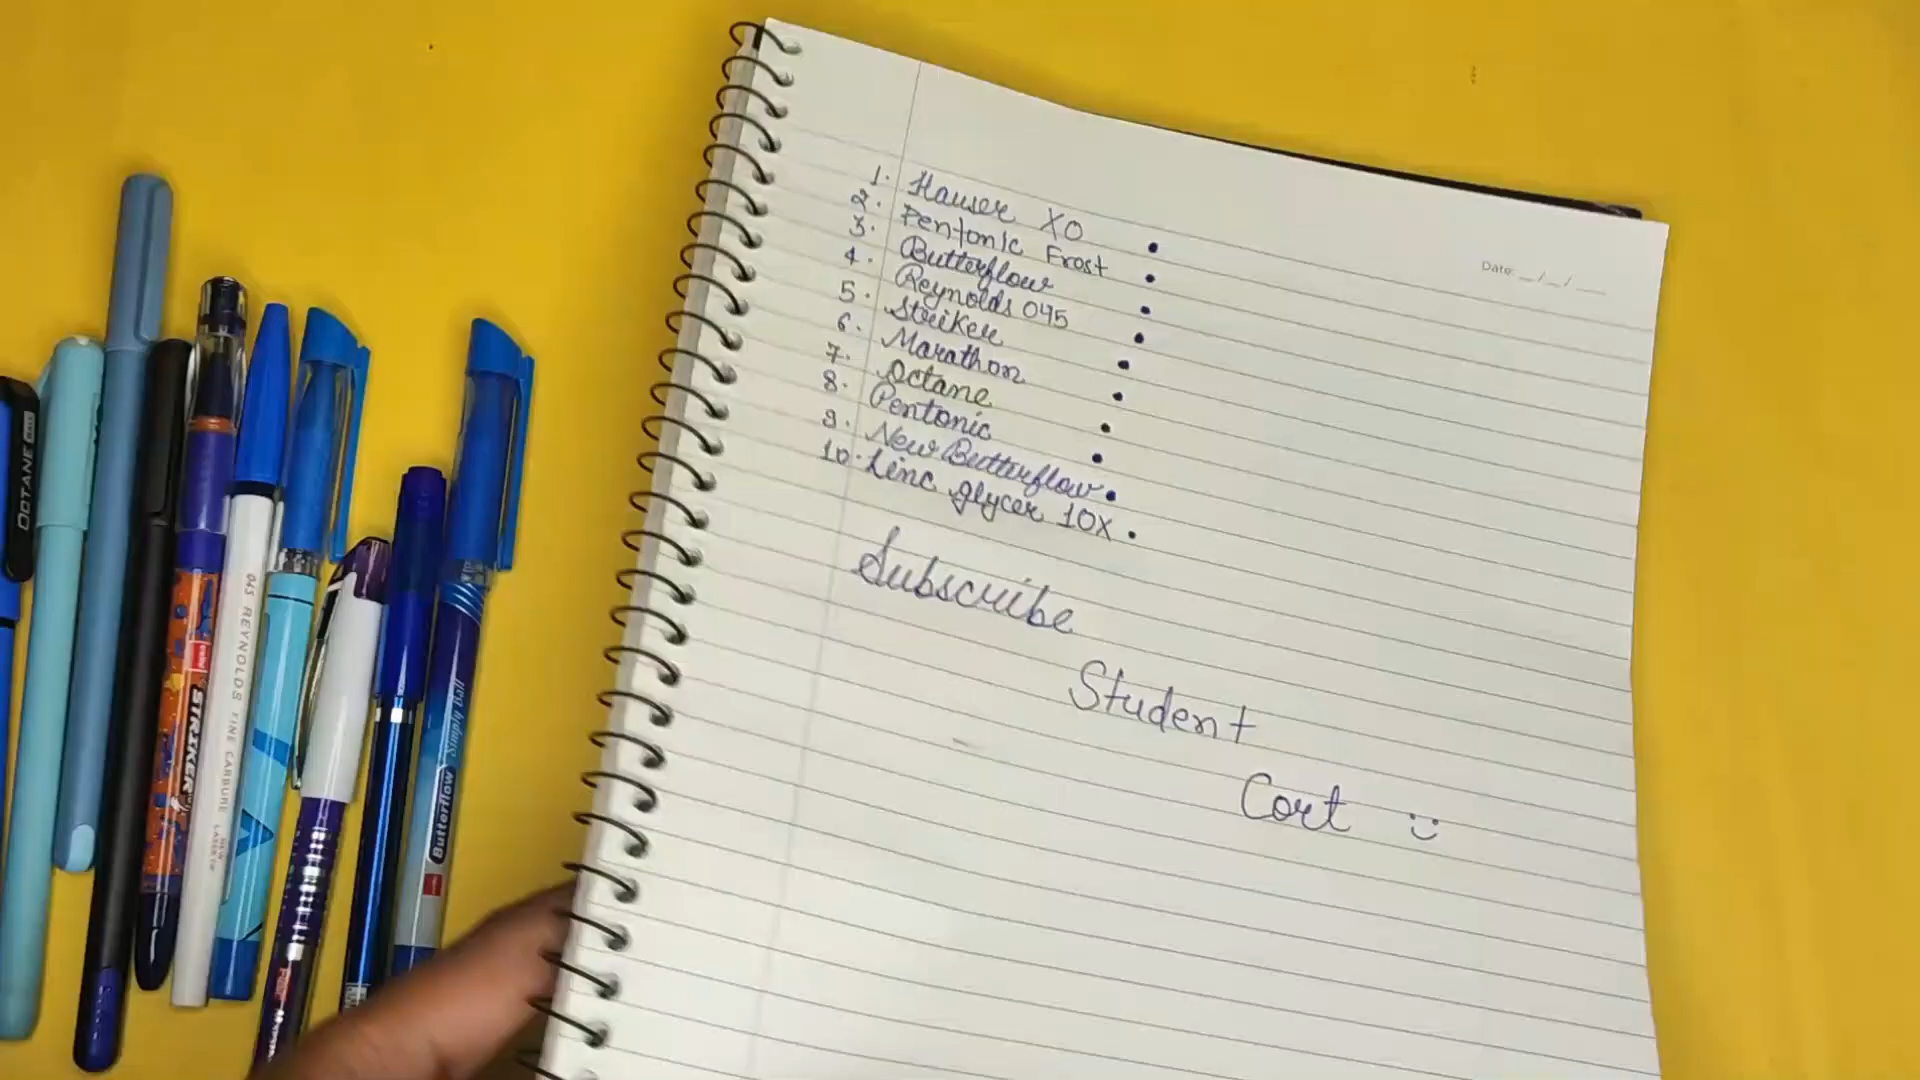 1. Hauser XO
2. Pentonic Frost
3. Butterflow
4. Reynolds 045
5. Striker
6. Marathon
7. Octane
8. Pentonic
9. New Butterflow
10. Linc glycer 10X
Subscribe
Student
Cort
Date: _/_/__
OCTANE
STRIKER
045 REYNOLDS FINE CARBURE
Butterflow Simply Ball